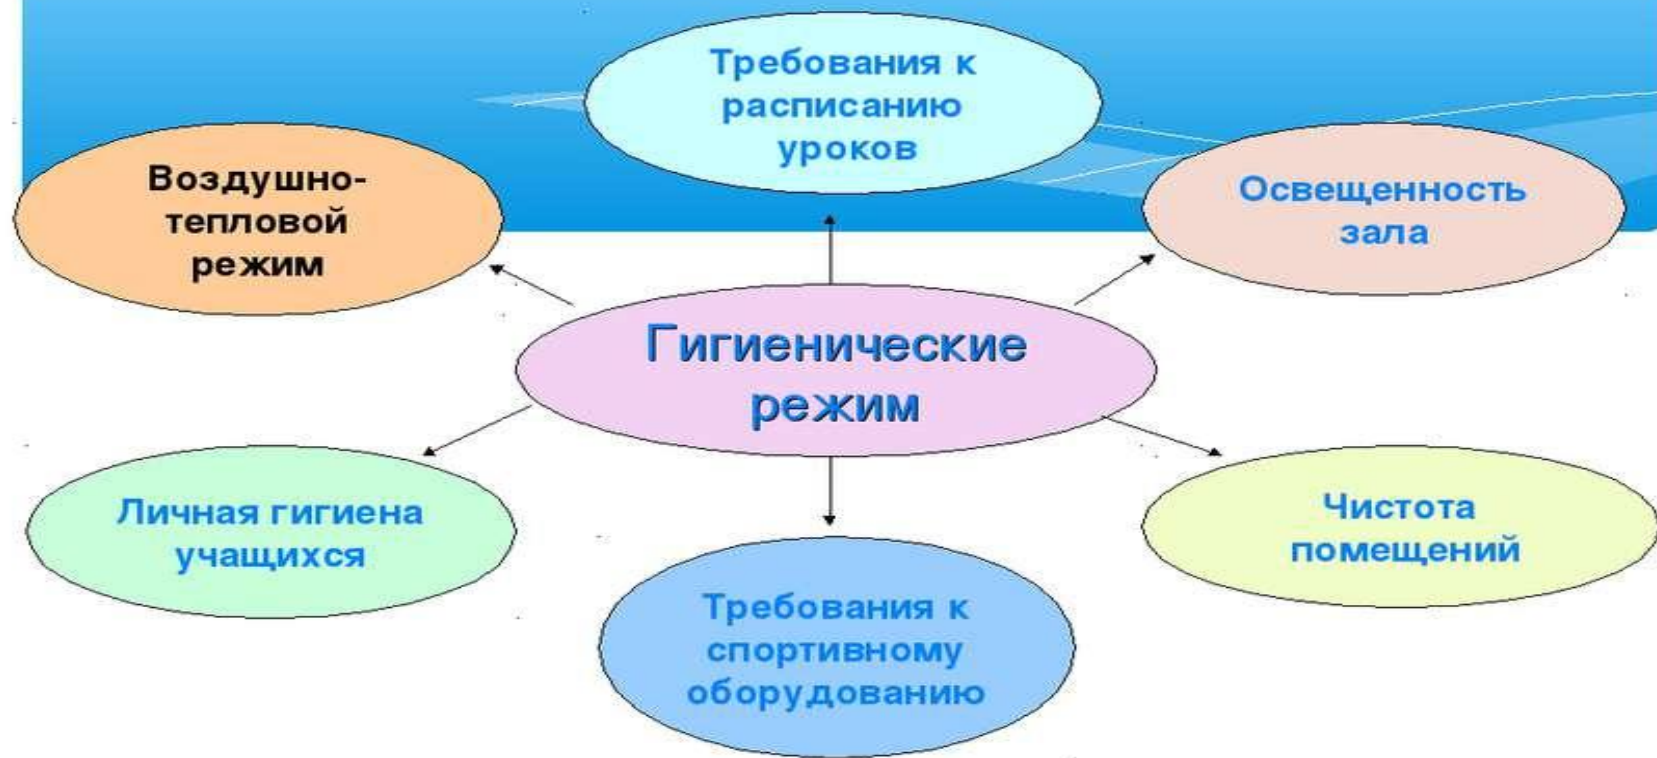 Требования к
расписанию
уроков
Воздушно-
тепловой
режим
Освещенность
зала
Гигиенические
режим
Личная гигиена
учащихся
Чистота
помещений
Требования к
спортивному
оборудованию